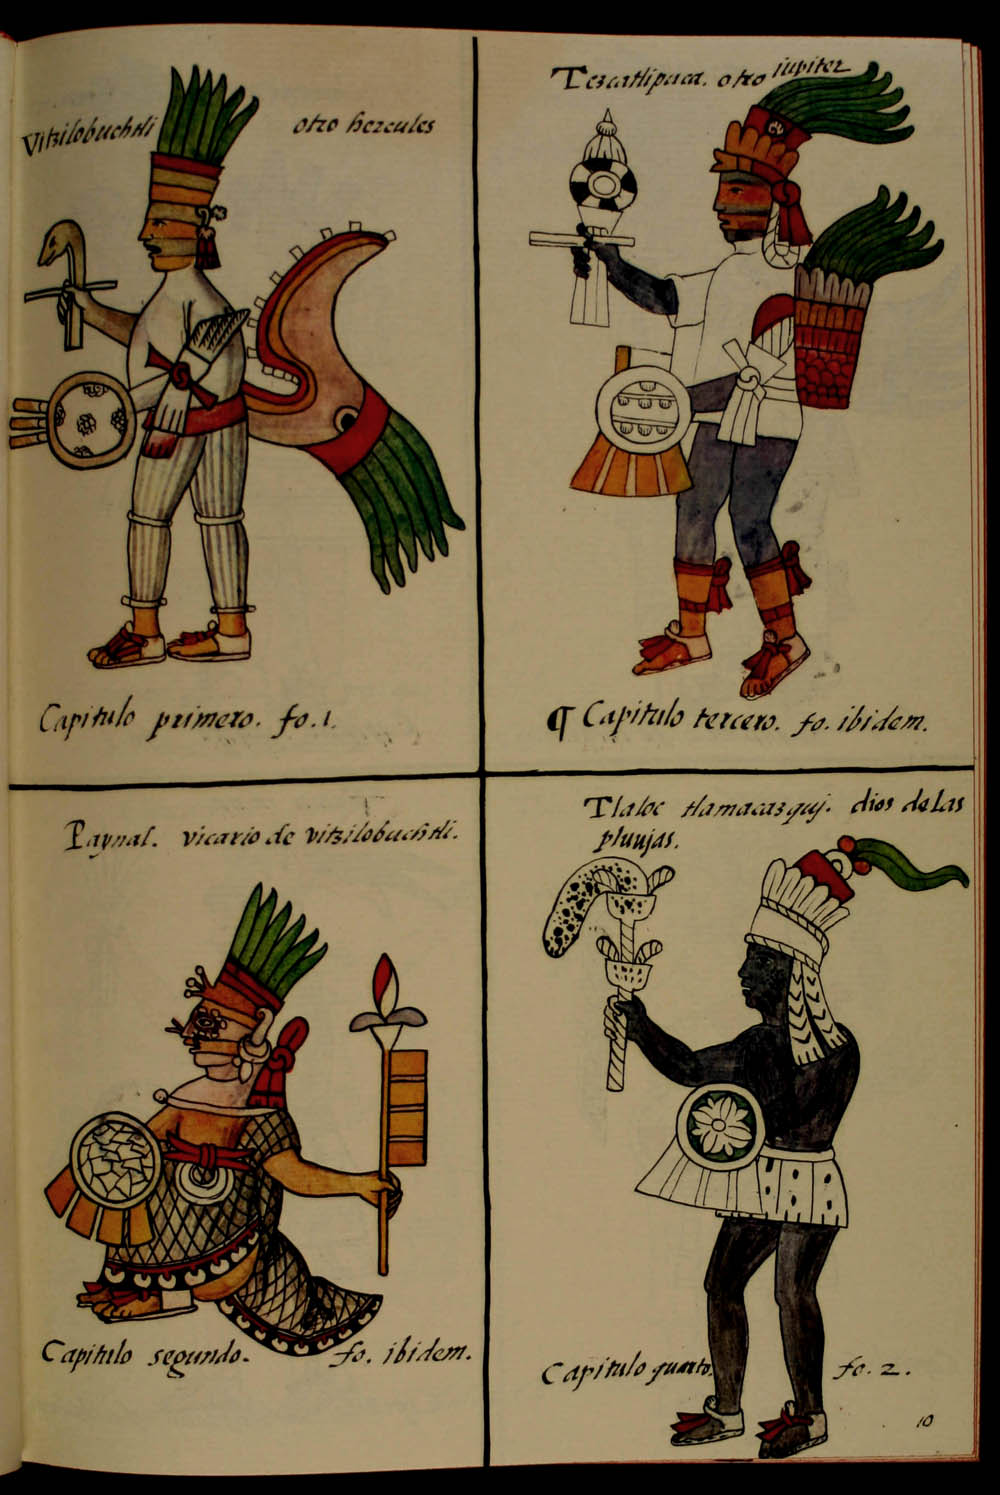 Vitzilobuchtli otro hercules
Capitulo primero. fo. 1.
Tezcatlipuca. otro iupiter
¶ Capitulo tercero. fo. ibidem.
Paynal. vicario de vitzilobuchtli.
Capitulo segundo. fo. ibidem.
Tlaloc tlamacazquj. dios de las
pluujas.
Capitulo quarto. fo. 2.
10